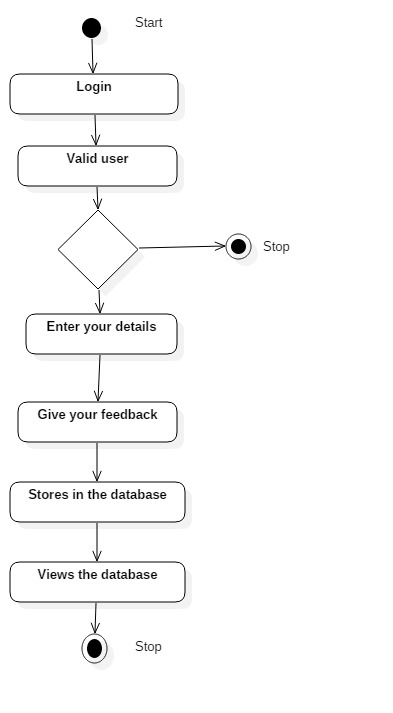 Start
Login
Valid user
Stop
Enter your details
Give your feedback
Stores in the database
Views the database
Stop